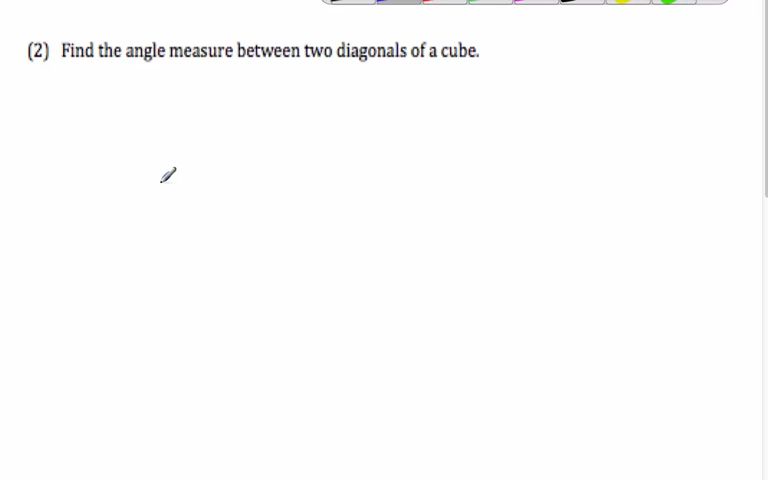 (2) Find the angle measure between two diagonals of a cube.